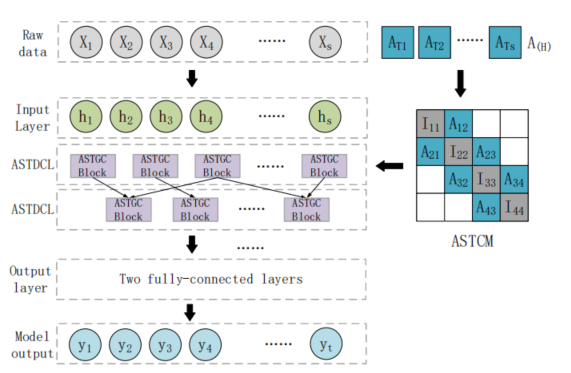 Raw data
X1 X2 X3 X4 ...... Xs
AT1 AT2 ...... ATs A(H)
Input Layer
h1 h2 h3 h4 ...... hs
I11 A12
A21 I22 A23
A32 I33 A34
A43 I44
ASTCM
ASTDCL
ASTGC Block ASTGC Block ASTGC Block ...... ASTGC Block
ASTDCL
ASTGC Block ASTGC Block ...... ASTGC Block
......
Output layer
Two fully-connected layers
Model output
y1 y2 y3 y4 ...... yt